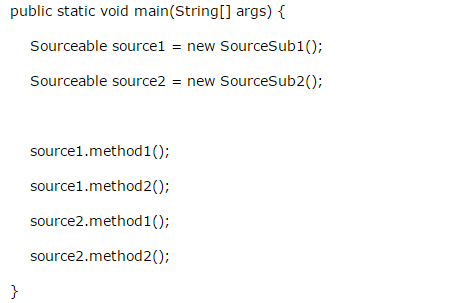 public static void main(String[] args) {
Sourceable source1 = new SourceSub1();
Sourceable source2 = new SourceSub2();
source1.method1();
source1.method2();
source2.method1();
source2.method2();
}